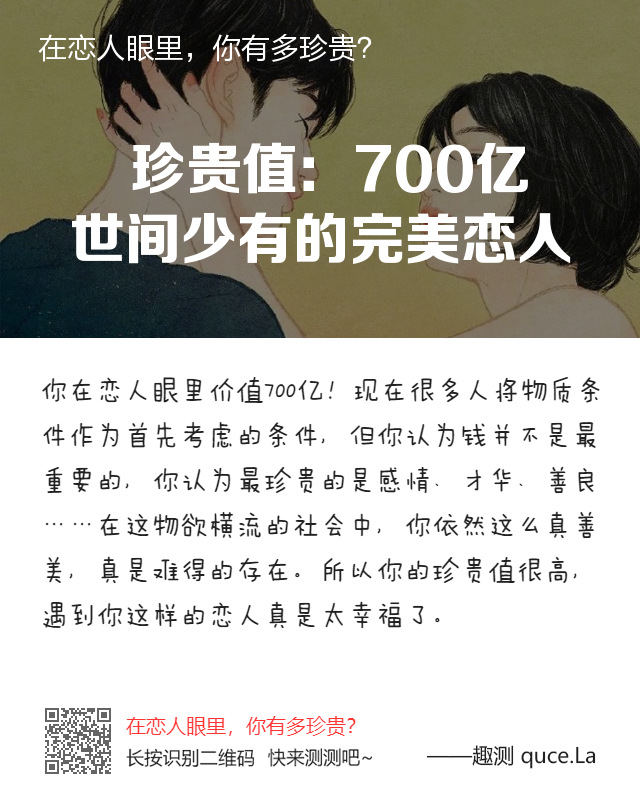 在恋人眼里，你有多珍贵？
珍贵值：700亿
世间少有的完美恋人
你在恋人眼里价值700亿！现在很多人将物质条
件作为首先考虑的条件，但你认为钱并不是最
重要的，你认为最珍贵的是感情、才华、善良
……在这物欲横流的社会中，你依然这么真善
美，真是难得的存在。所以你的珍贵值很高，
遇到你这样的恋人真是太幸福了。
在恋人眼里，你有多珍贵？
长按识别二维码 快来测测吧~
——趣测 quce.La